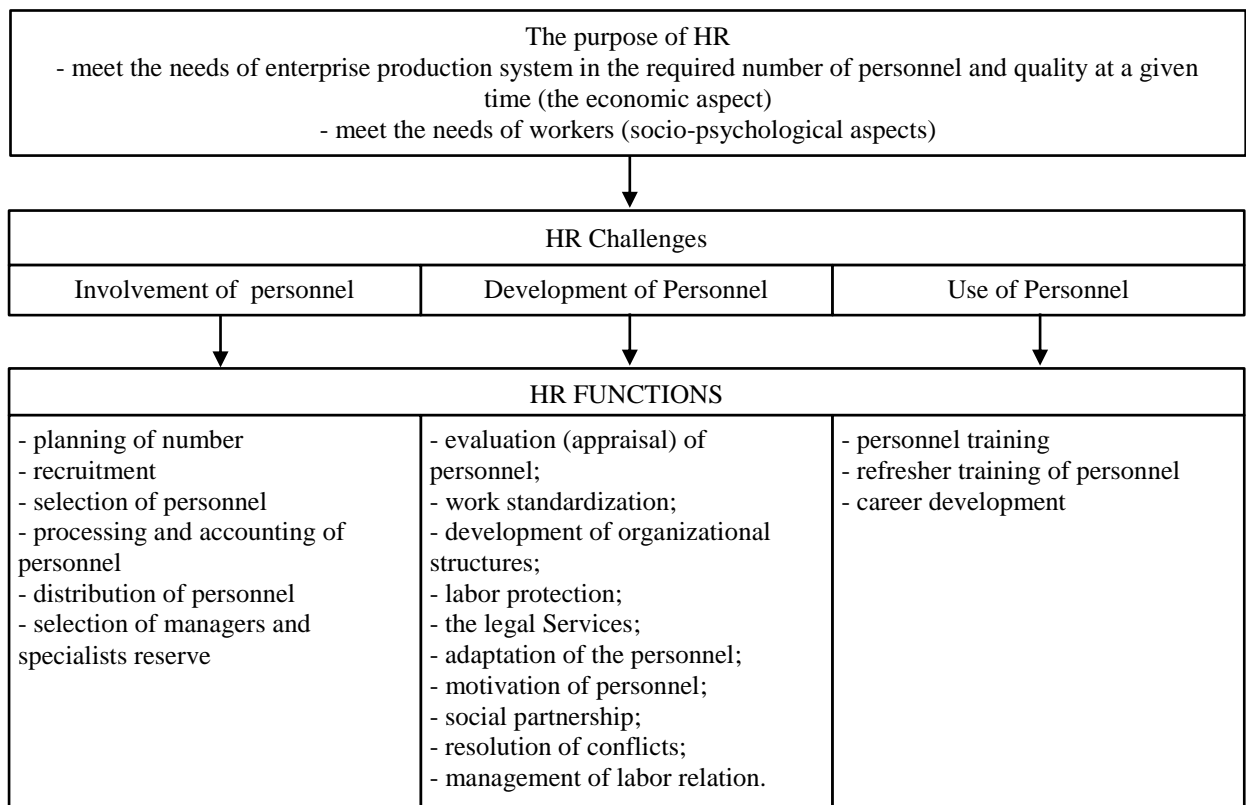 The purpose of HR
- meet the needs of enterprise production system in the required number of personnel and quality at a given
time (the economic aspect)
- meet the needs of workers (socio-psychological aspects)
HR Challenges
Involvement of personnel
Development of Personnel
Use of Personnel
HR FUNCTIONS
- planning of number
- recruitment
- selection of personnel
- processing and accounting of
personnel
- distribution of personnel
- selection of managers and
specialists reserve
- evaluation (appraisal) of
personnel;
- work standardization;
- development of organizational
structures;
- labor protection;
- the legal Services;
- adaptation of the personnel;
- motivation of personnel;
- social partnership;
- resolution of conflicts;
- management of labor relation.
- personnel training
- refresher training of personnel
- career development